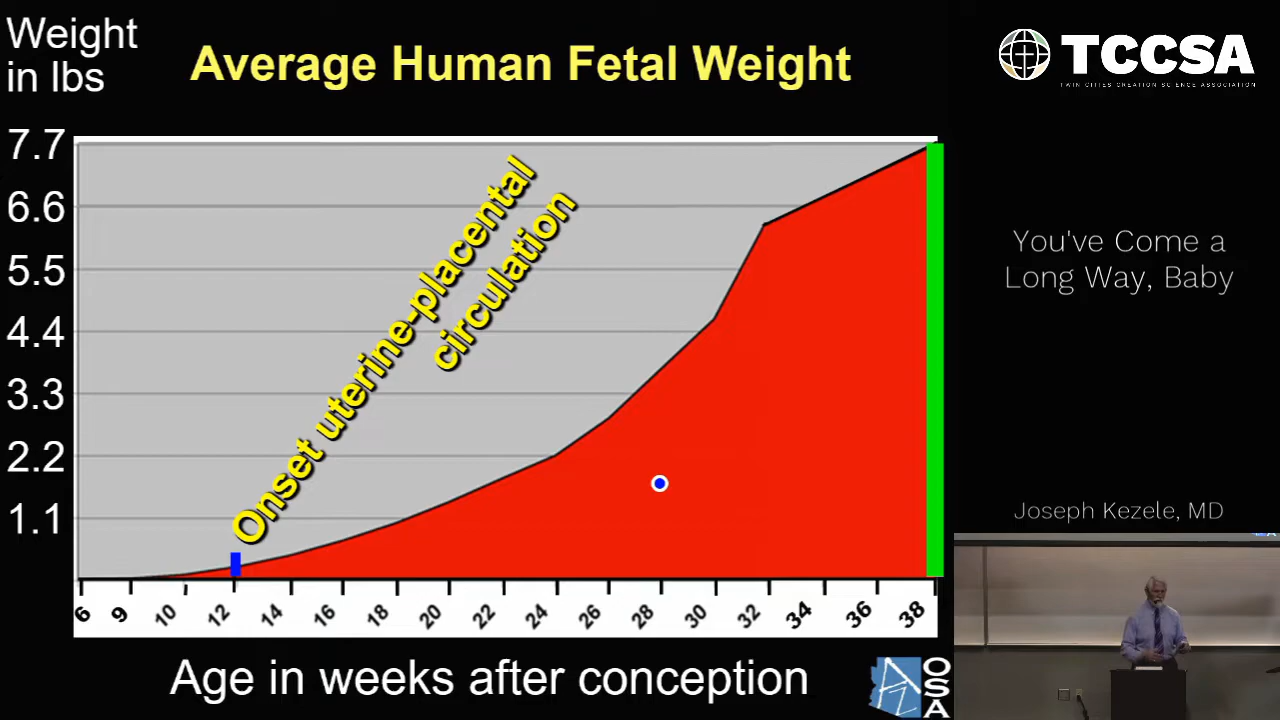 Weight
in lbs
Average Human Fetal Weight
7.7
6.6
5.5
4.4
3.3
2.2
1.1
Onset uterine-placental
circulation
6 9 10 12 14 16 18 20 22 24 26 28 30 32 34 36 38
Age in weeks after conception
AZ
OSA
TCCSA
TWIN CITIES CREATION SCIENCE ASSOCIATION
You've Come a
Long Way, Baby
Joseph Kezele, MD